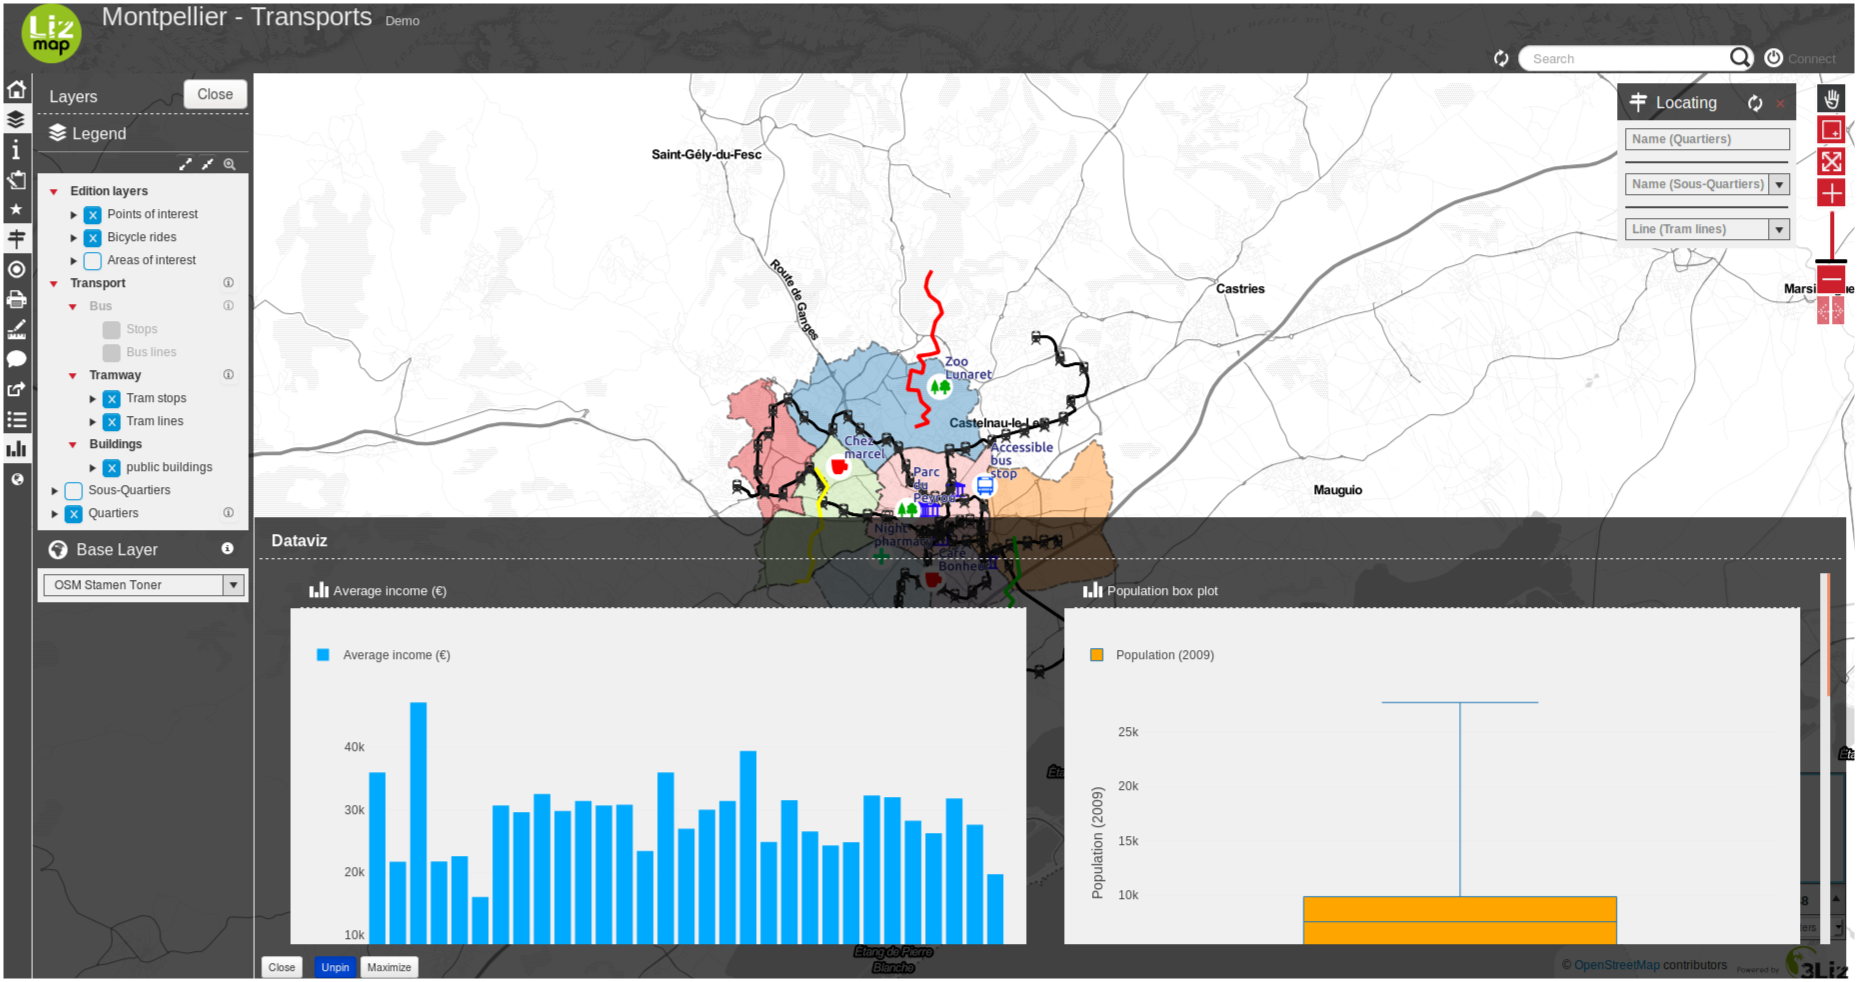 Liz
map
Montpellier - Transports Demo
Search
Connect
Layers
Close
Legend
Edition layers
x Points of interest
x Bicycle rides
Areas of interest
Transport
Bus
Stops
Bus lines
Tramway
x Tram stops
x Tram lines
Buildings
x public buildings
Sous-Quartiers
x Quartiers
Base Layer
OSM Stamen Toner
Locating
Name (Quartiers)
Name (Sous-Quartiers)
Line (Tram lines)
Saint-Gély-du-Fesc
Route de Ganges
Castries
Zoo
Lunaret
Castelnau-le-Le
Chez
marcel
Accessible
bus
stop
Parc
du
Peyrou
Mauguio
Night
Café
Bonheu
Dataviz
Average income (€)
Average income (€)
40k
30k
20k
10k
Population box plot
Population (2009)
25k
20k
15k
10k
Population (2009)
Etang de Pierre
Blanche
Close
Unpin
Maximize
© OpenStreetMap contributors
Powered by
3Liz